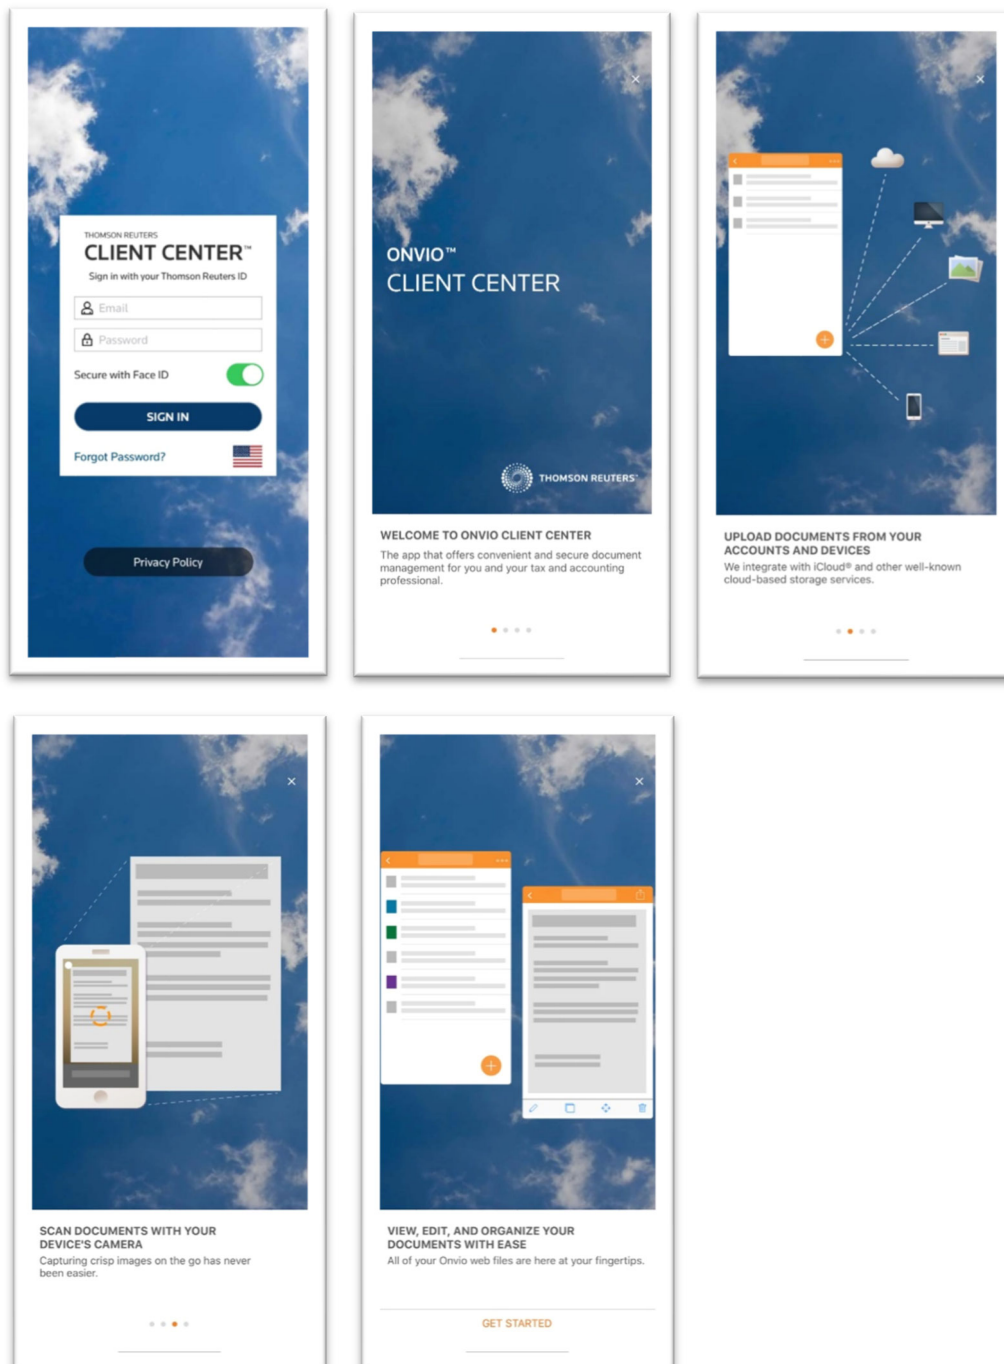 THOMSON REUTERS
CLIENT CENTER™
Sign in with your Thomson Reuters ID
Email
Password
Secure with Face ID
SIGN IN
Forgot Password?
Privacy Policy
ONVIO™
CLIENT CENTER
THOMSON REUTERS™
WELCOME TO ONVIO CLIENT CENTER
The app that offers convenient and secure document
management for you and your tax and accounting
professional.
UPLOAD DOCUMENTS FROM YOUR
ACCOUNTS AND DEVICES
We integrate with iCloud® and other well-known
cloud-based storage services.
SCAN DOCUMENTS WITH YOUR
DEVICE'S CAMERA
Capturing crisp images on the go has never
been easier.
VIEW, EDIT, AND ORGANIZE YOUR
DOCUMENTS WITH EASE
All of your Onvio web files are here at your fingertips.
GET STARTED